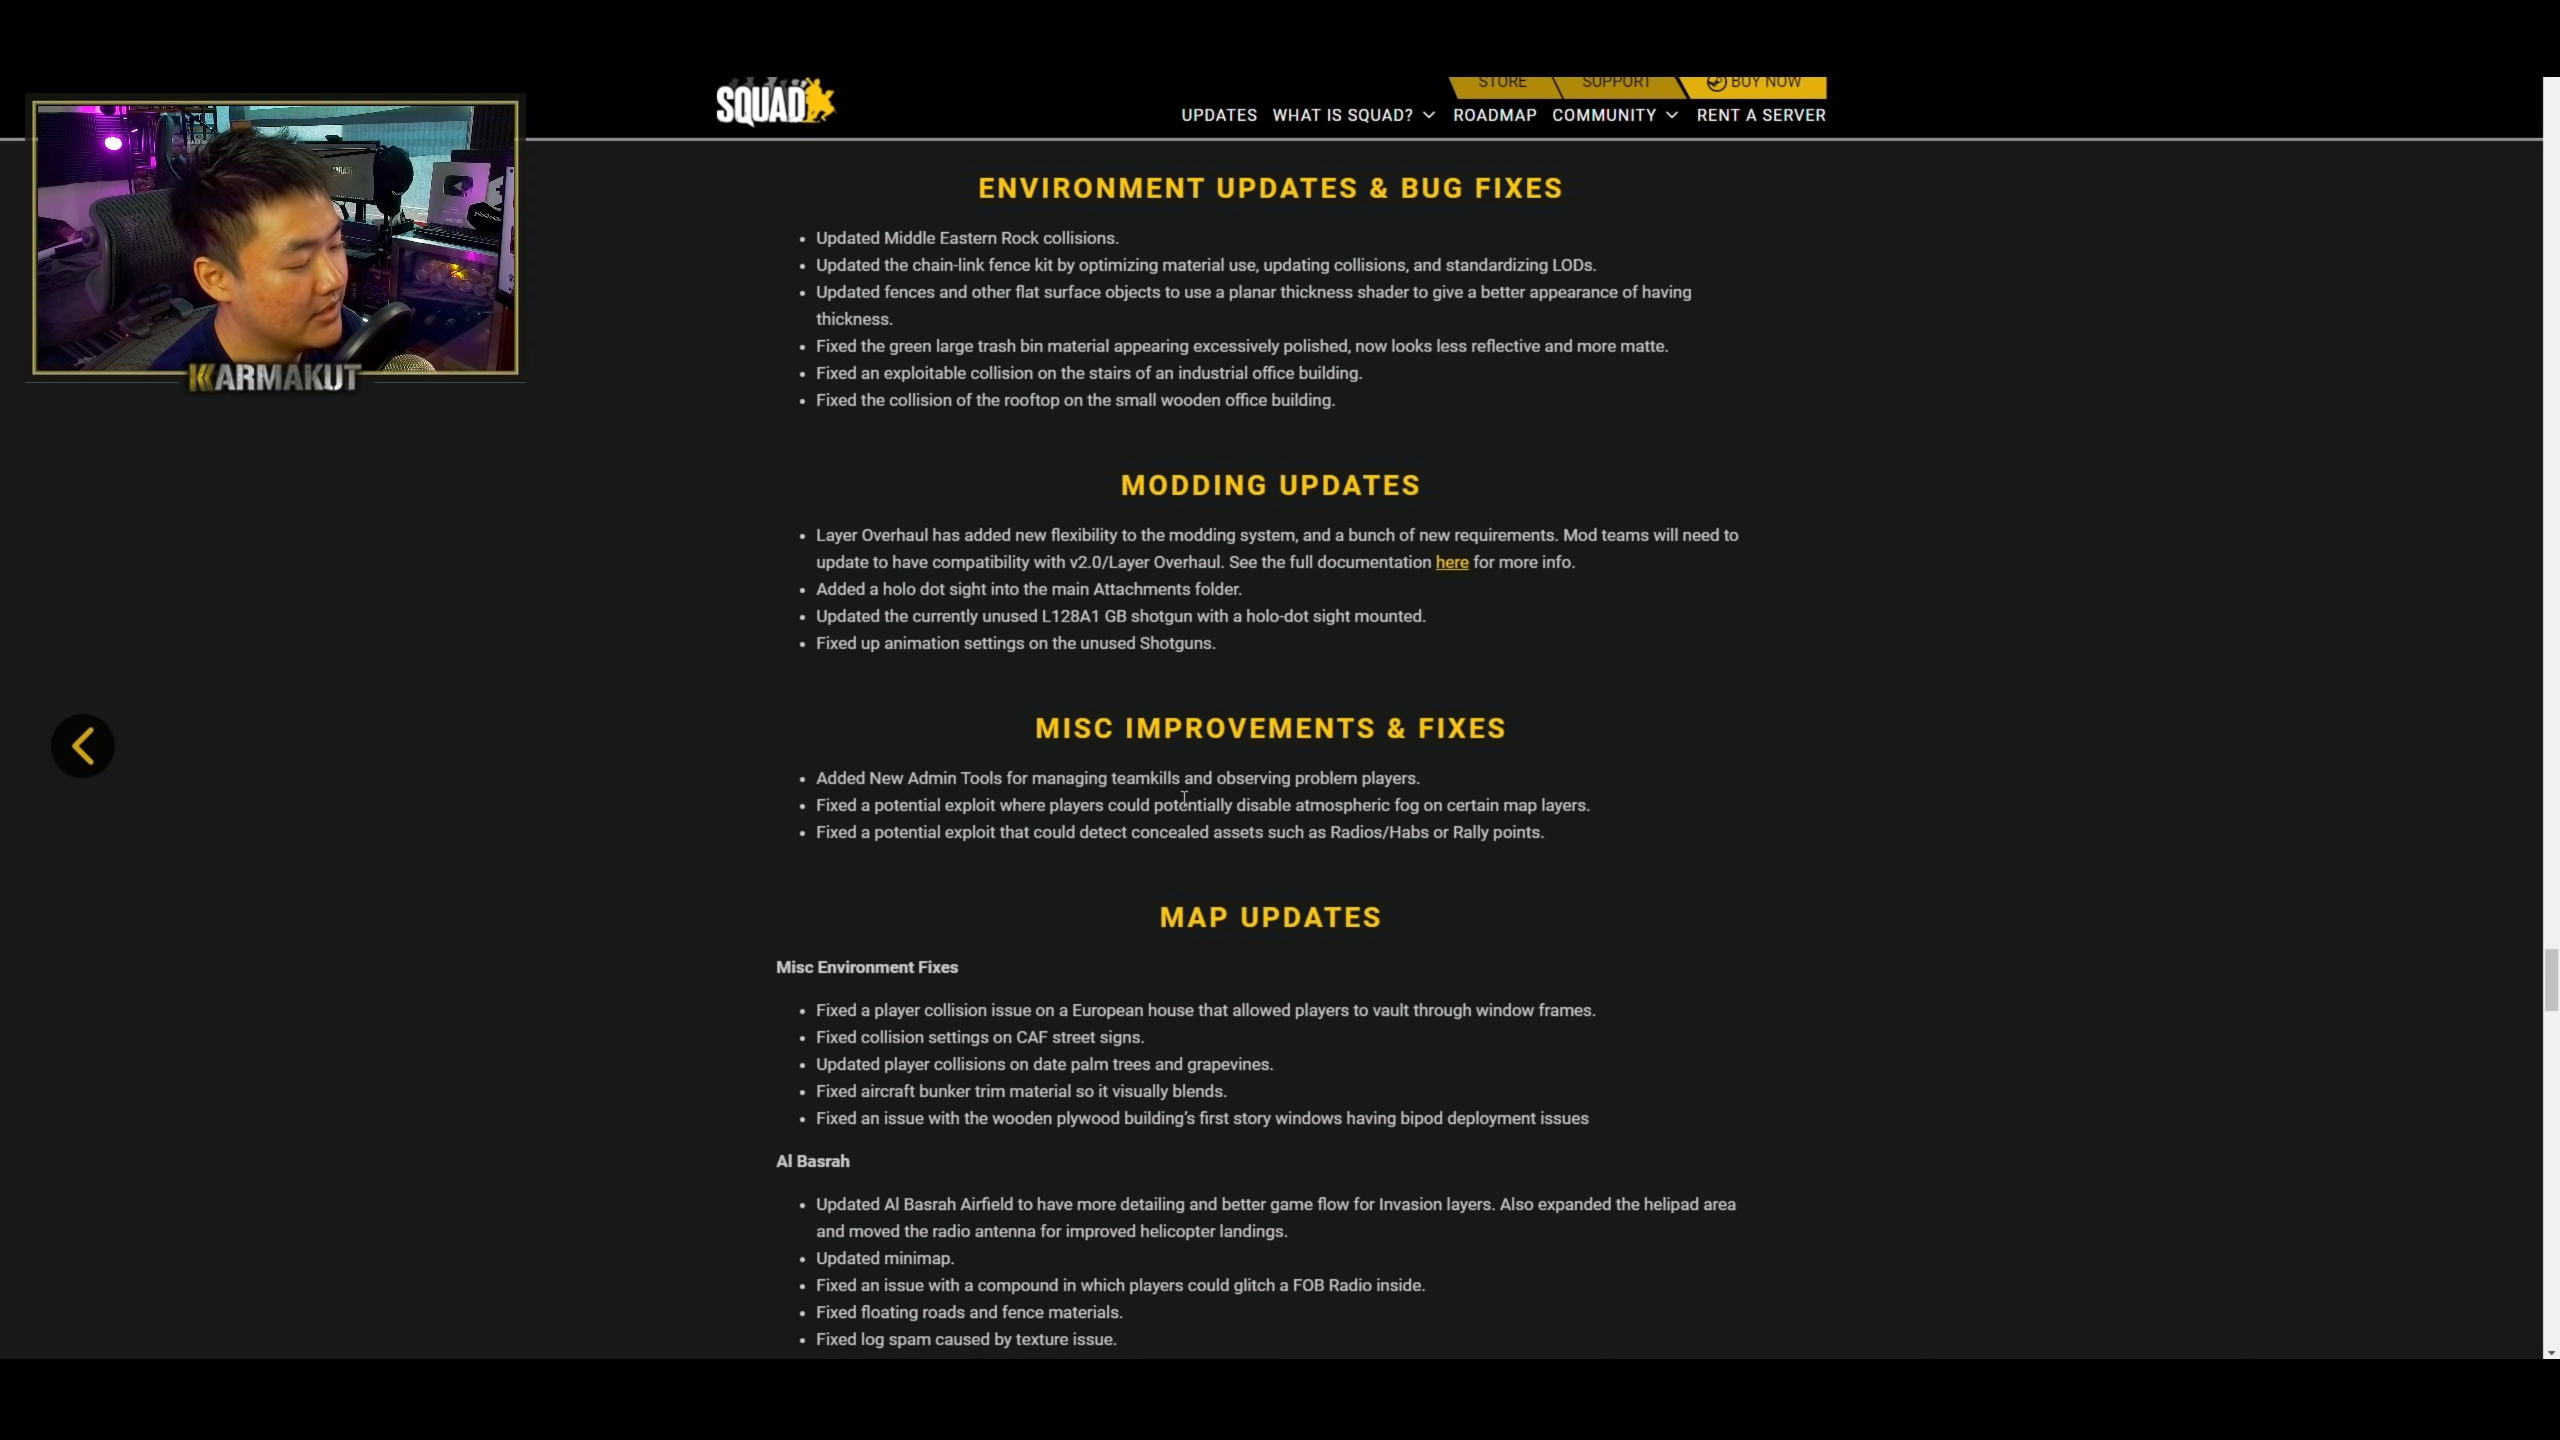 SQUAD
STORE
SUPPORT
BUY NOW
UPDATES
WHAT IS SQUAD?
ROADMAP
COMMUNITY
RENT A SERVER
KARMAKUT
ENVIRONMENT UPDATES & BUG FIXES
• Updated Middle Eastern Rock collisions.
• Updated the chain-link fence kit by optimizing material use, updating collisions, and standardizing LODs.
• Updated fences and other flat surface objects to use a planar thickness shader to give a better appearance of having
thickness.
• Fixed the green large trash bin material appearing excessively polished, now looks less reflective and more matte.
• Fixed an exploitable collision on the stairs of an industrial office building.
• Fixed the collision of the rooftop on the small wooden office building.
MODDING UPDATES
• Layer Overhaul has added new flexibility to the modding system, and a bunch of new requirements. Mod teams will need to
update to have compatibility with v2.0/Layer Overhaul. See the full documentation here for more info.
• Added a holo dot sight into the main Attachments folder.
• Updated the currently unused L128A1 GB shotgun with a holo-dot sight mounted.
• Fixed up animation settings on the unused Shotguns.
MISC IMPROVEMENTS & FIXES
• Added New Admin Tools for managing teamkills and observing problem players.
• Fixed a potential exploit where players could potentially disable atmospheric fog on certain map layers.
• Fixed a potential exploit that could detect concealed assets such as Radios/Habs or Rally points.
MAP UPDATES
Misc Environment Fixes
• Fixed a player collision issue on a European house that allowed players to vault through window frames.
• Fixed collision settings on CAF street signs.
• Updated player collisions on date palm trees and grapevines.
• Fixed aircraft bunker trim material so it visually blends.
• Fixed an issue with the wooden plywood building’s first story windows having bipod deployment issues
Al Basrah
• Updated Al Basrah Airfield to have more detailing and better game flow for Invasion layers. Also expanded the helipad area
and moved the radio antenna for improved helicopter landings.
• Updated minimap.
• Fixed an issue with a compound in which players could glitch a FOB Radio inside.
• Fixed floating roads and fence materials.
• Fixed log spam caused by texture issue.